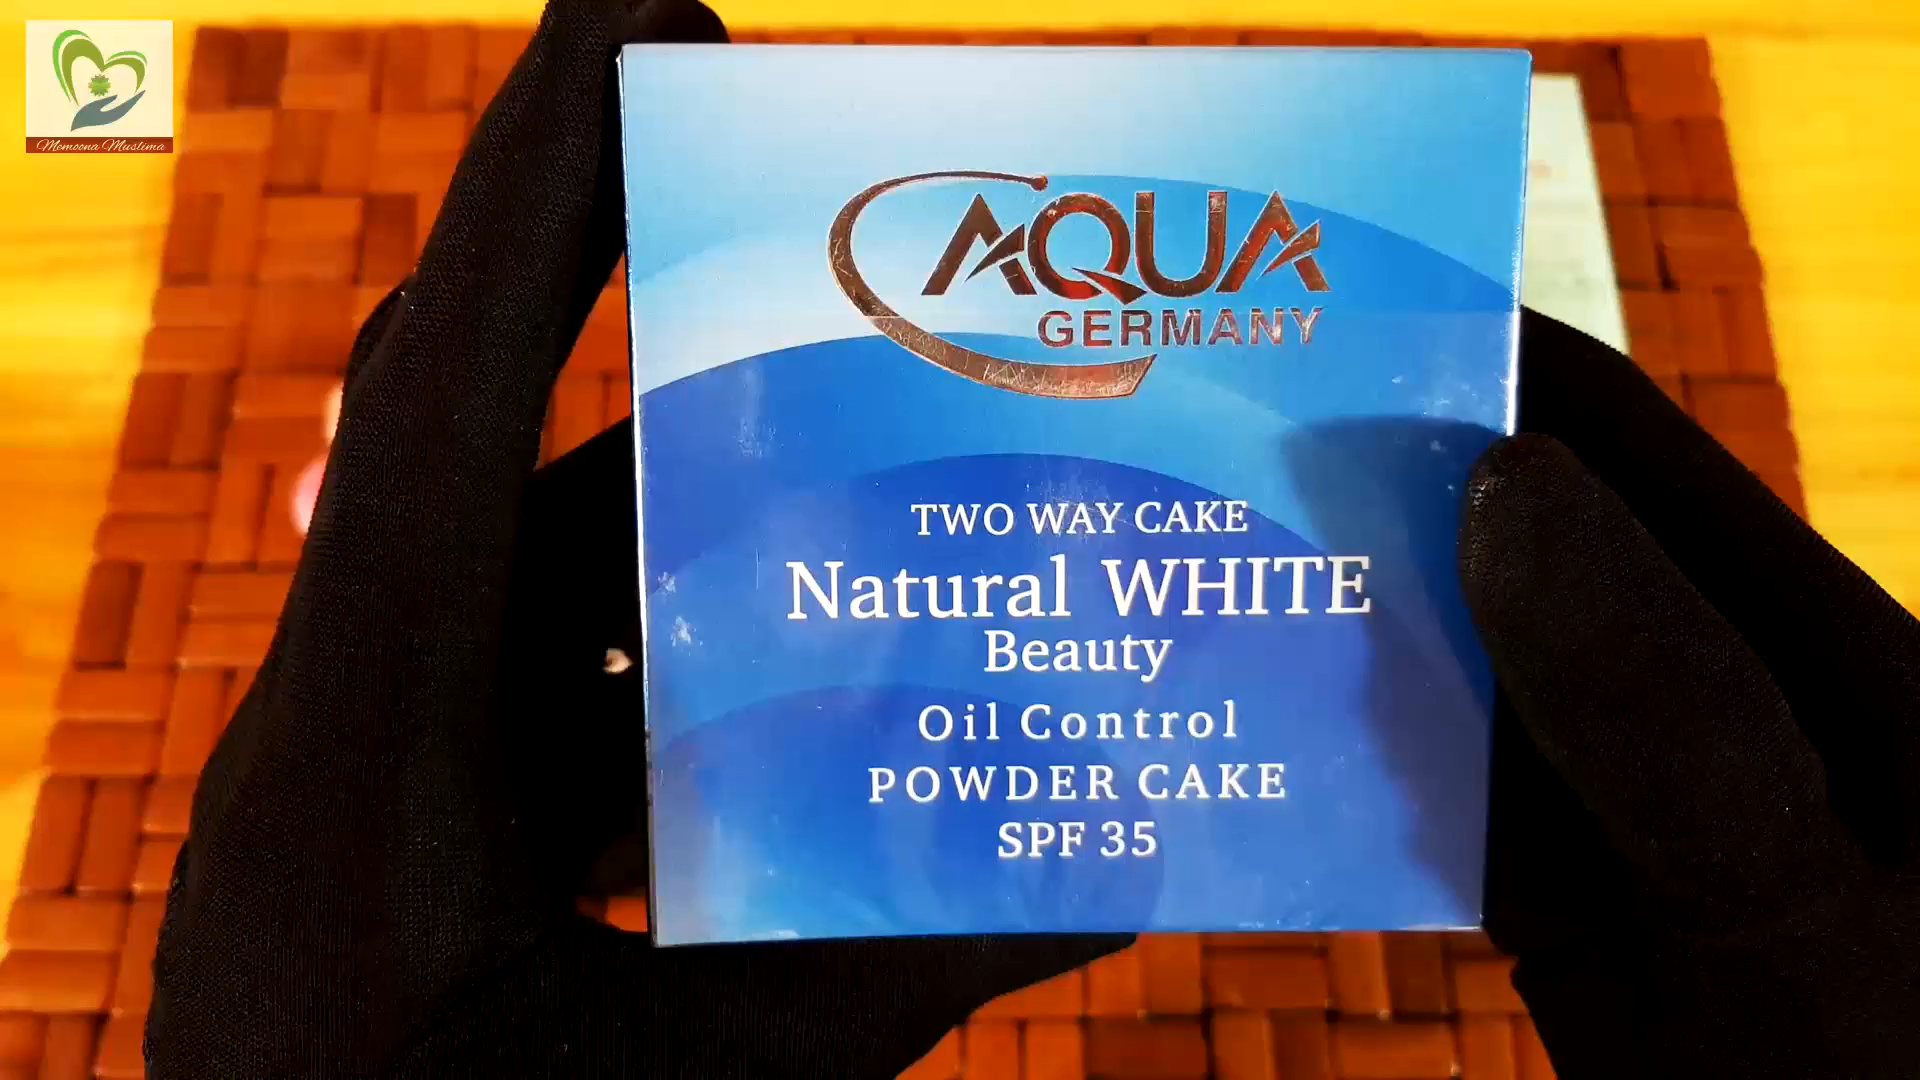 Momoona Muslima
AQUA
GERMANY
TWO WAY CAKE
Natural WHITE
Beauty
Oil Control
POWDER CAKE
SPF 35